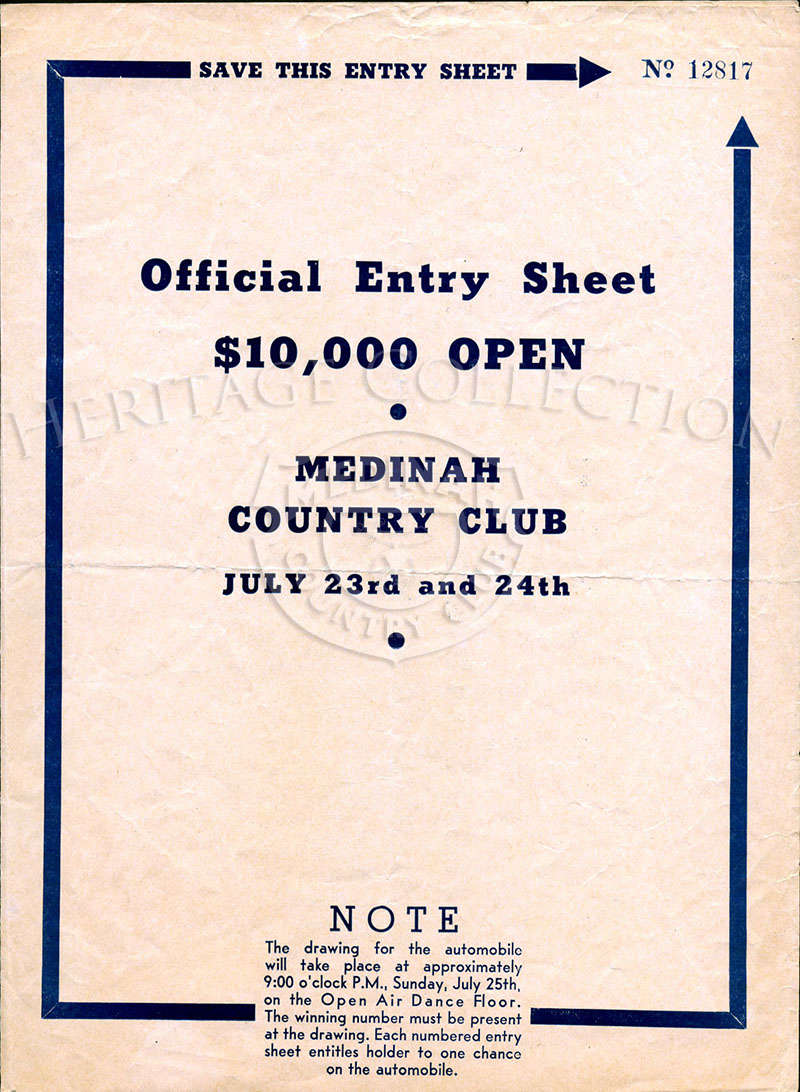 SAVE THIS ENTRY SHEET Nº 12817
Official Entry Sheet
$10,000 OPEN
HERITAGE COLLECTION
MEDINAH
COUNTRY CLUB
MEDINAH
COUNTRY CLUB
JULY 23rd and 24th
NOTE
The drawing for the automobile
will take place at approximately
9:00 o'clock P.M., Sunday, July 25th,
on the Open Air Dance Floor.
The winning number must be present
at the drawing. Each numbered entry
sheet entitles holder to one chance
on the automobile.